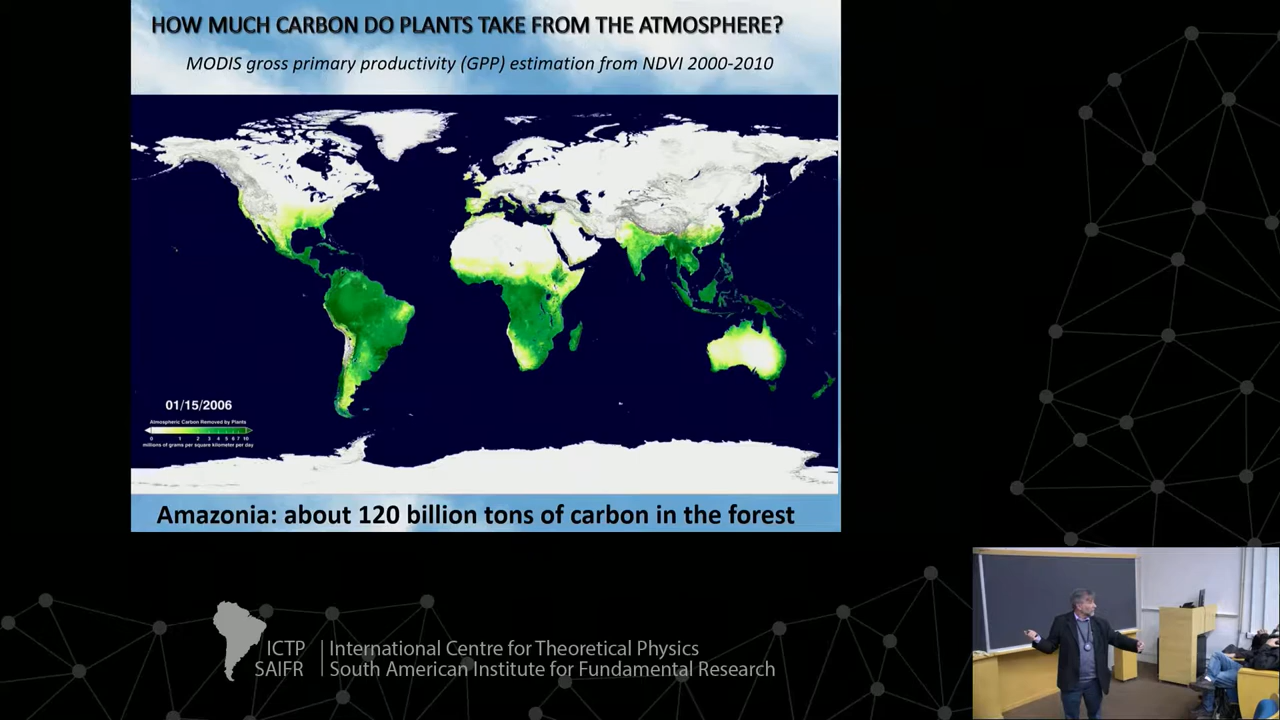 HOW MUCH CARBON DO PLANTS TAKE FROM THE ATMOSPHERE?
MODIS gross primary productivity (GPP) estimation from NDVI 2000-2010
01/15/2006
Atmospheric Carbon Removed by Plants
0 1 2 3 4 5 6 7 10
millions of grams per square kilometer per day
Amazonia: about 120 billion tons of carbon in the forest
ICTP International Centre for Theoretical Physics
SAIFR South American Institute for Fundamental Research